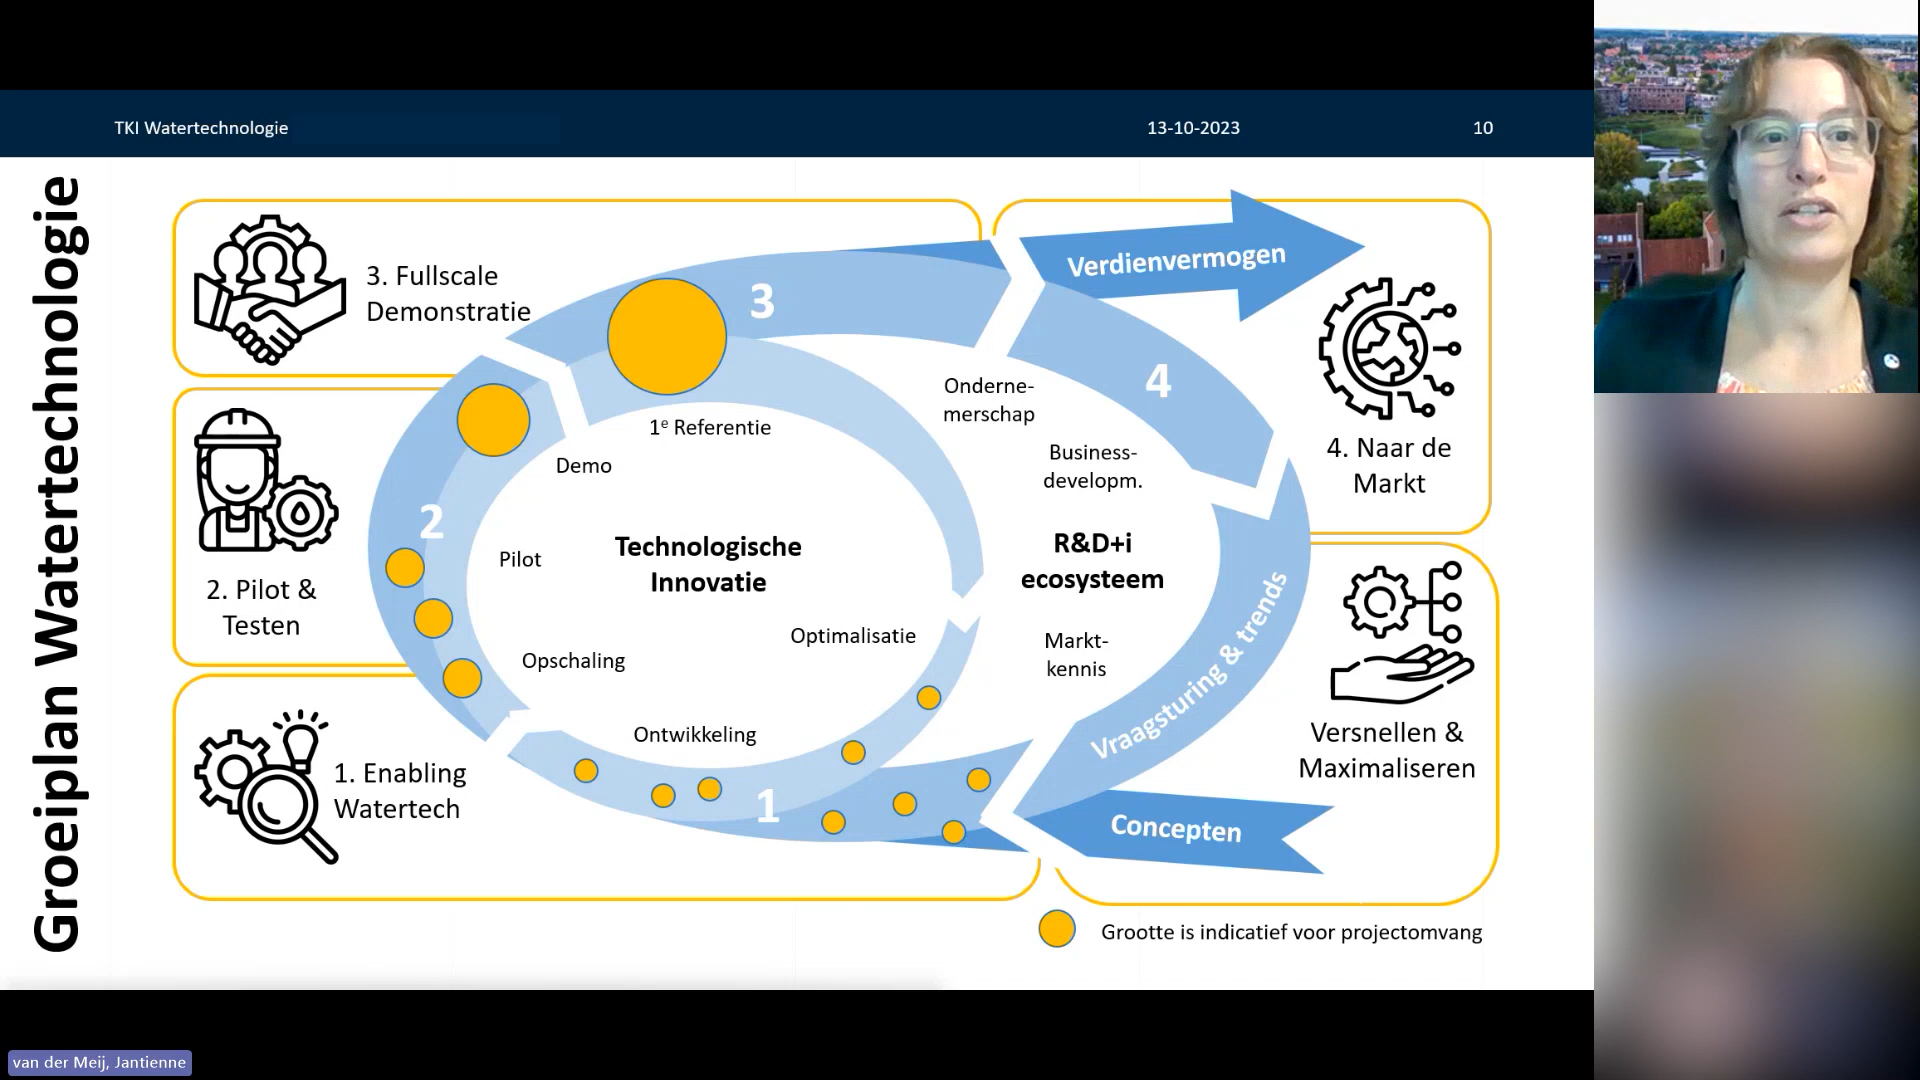 TKI Watertechnologie
13-10-2023
10
Groeiplan Watertechnologie
3. Fullscale
Demonstratie
2. Pilot &
Testen
1. Enabling
Watertech
3
Verdienvermogen
4
2
1
1e Referentie
Demo
Pilot
Opschaling
Ontwikkeling
Optimalisatie
Technologische
Innovatie
Onderne-
merschap
Business-
developm.
R&D+i
ecosysteem
Markt-
kennis
Vraagsturing & trends
Concepten
4. Naar de
Markt
Versnellen &
Maximaliseren
Grootte is indicatief voor projectomvang
van der Meij, Jantienne